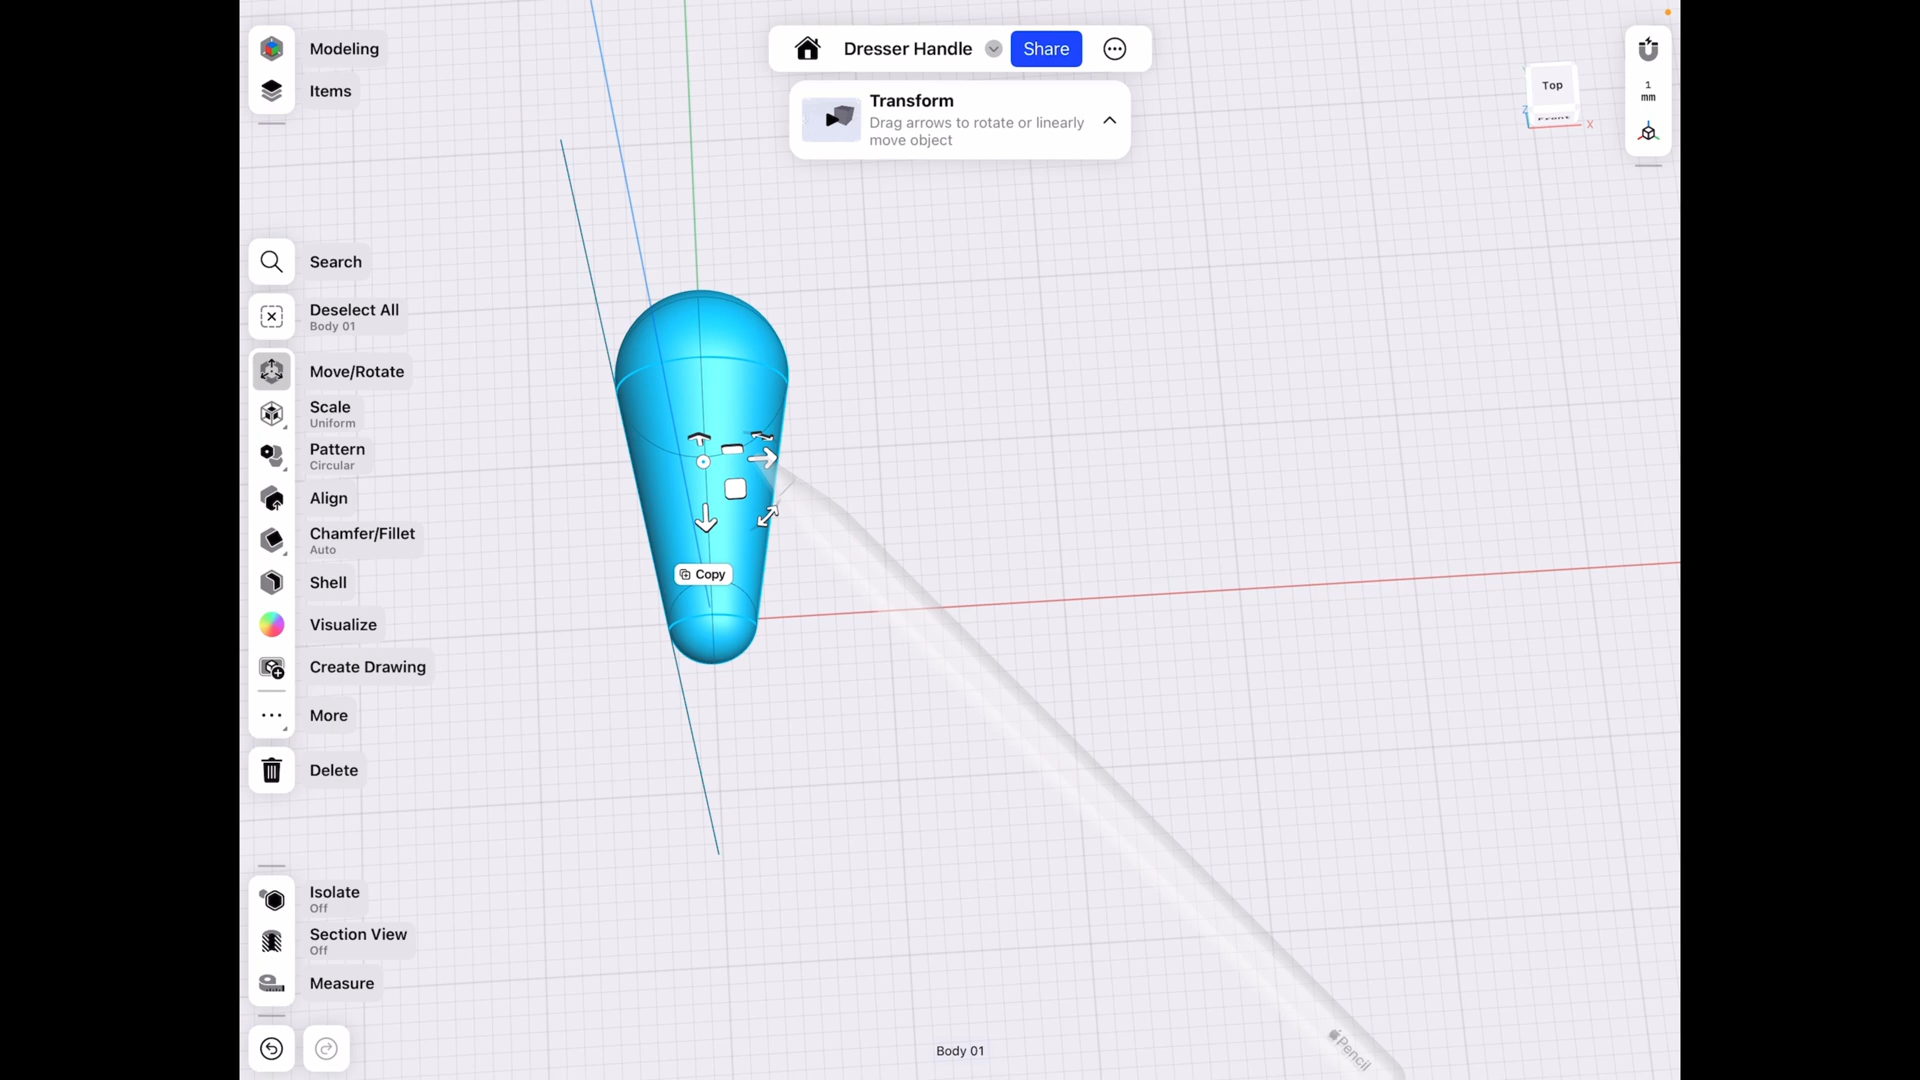 Modeling
Items
Dresser Handle
Share
Transform
Drag arrows to rotate or linearly
move object
Top
Front
Z
X
1
mm
Search
Deselect All
Body 01
Move/Rotate
Scale
Uniform
Pattern
Circular
Align
Chamfer/Fillet
Auto
Shell
Visualize
Create Drawing
More
Delete
Copy
Isolate
Off
Section View
Off
Measure
Body 01
Pencil